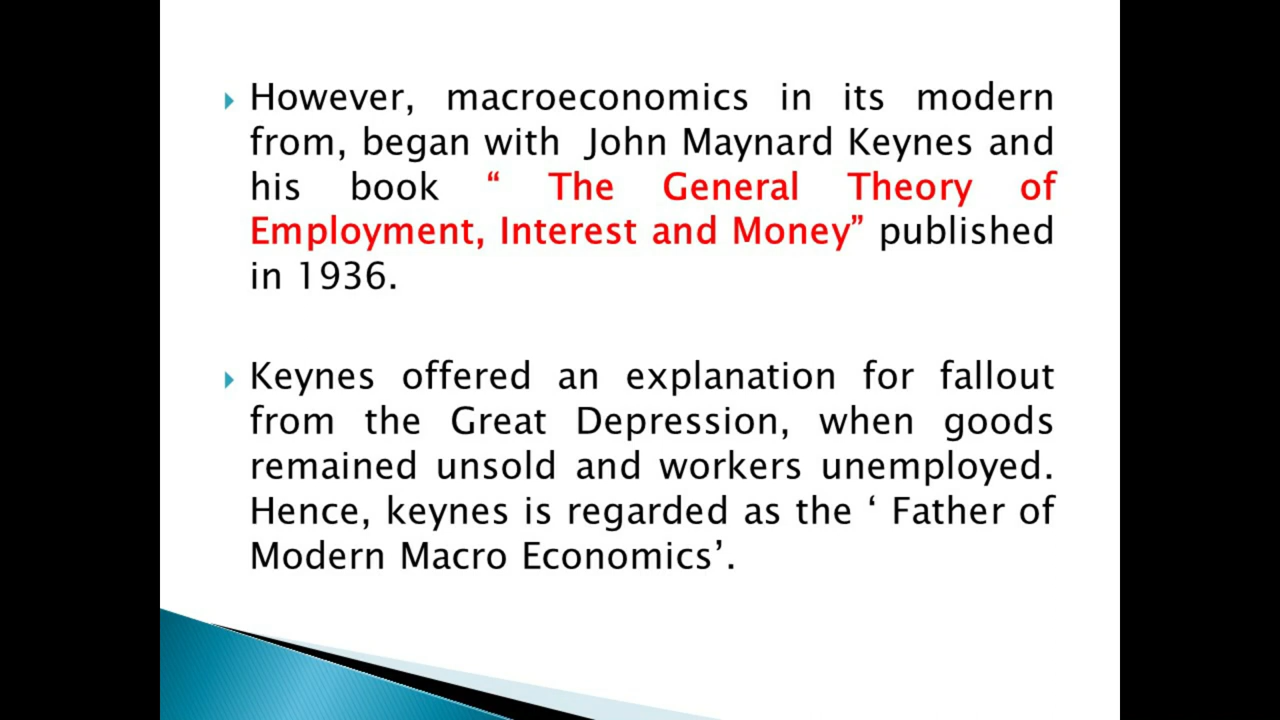 However, macroeconomics in its modern
from, began with John Maynard Keynes and
his book “ The General Theory of
Employment, Interest and Money” published
in 1936.
Keynes offered an explanation for fallout
from the Great Depression, when goods
remained unsold and workers unemployed.
Hence, keynes is regarded as the ‘ Father of
Modern Macro Economics’.